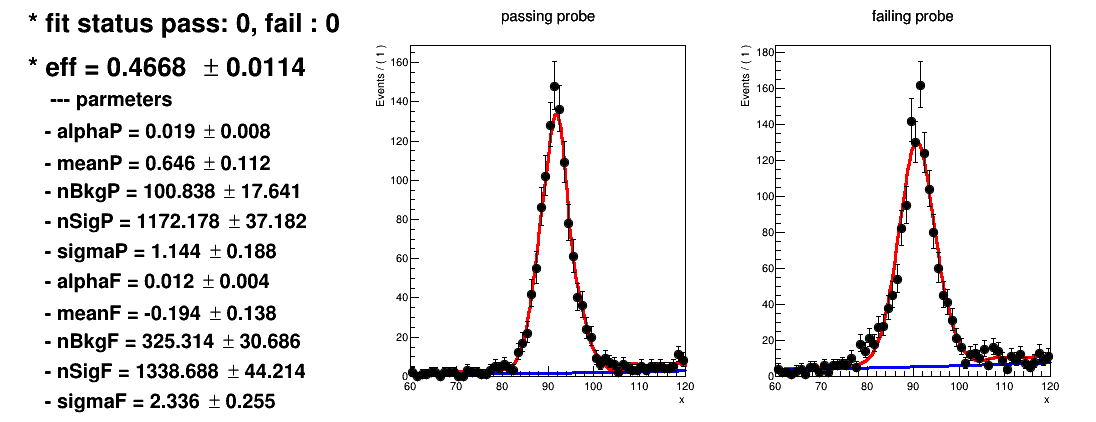 * fit status pass: 0, fail : 0
* eff = 0.4668 ± 0.0114
--- parmeters
- alphaP = 0.019 ± 0.008
- meanP = 0.646 ± 0.112
- nBkgP = 100.838 ± 17.641
- nSigP = 1172.178 ± 37.182
- sigmaP = 1.144 ± 0.188
- alphaF = 0.012 ± 0.004
- meanF = -0.194 ± 0.138
- nBkgF = 325.314 ± 30.686
- nSigF = 1338.688 ± 44.214
- sigmaF = 2.336 ± 0.255
passing probe
Events / ( 1 )
160
140
120
100
80
60
40
20
0
60 70 80 90 100 110 120
x
failing probe
Events / ( 1 )
180
160
140
120
100
80
60
40
20
0
60 70 80 90 100 110 120
x